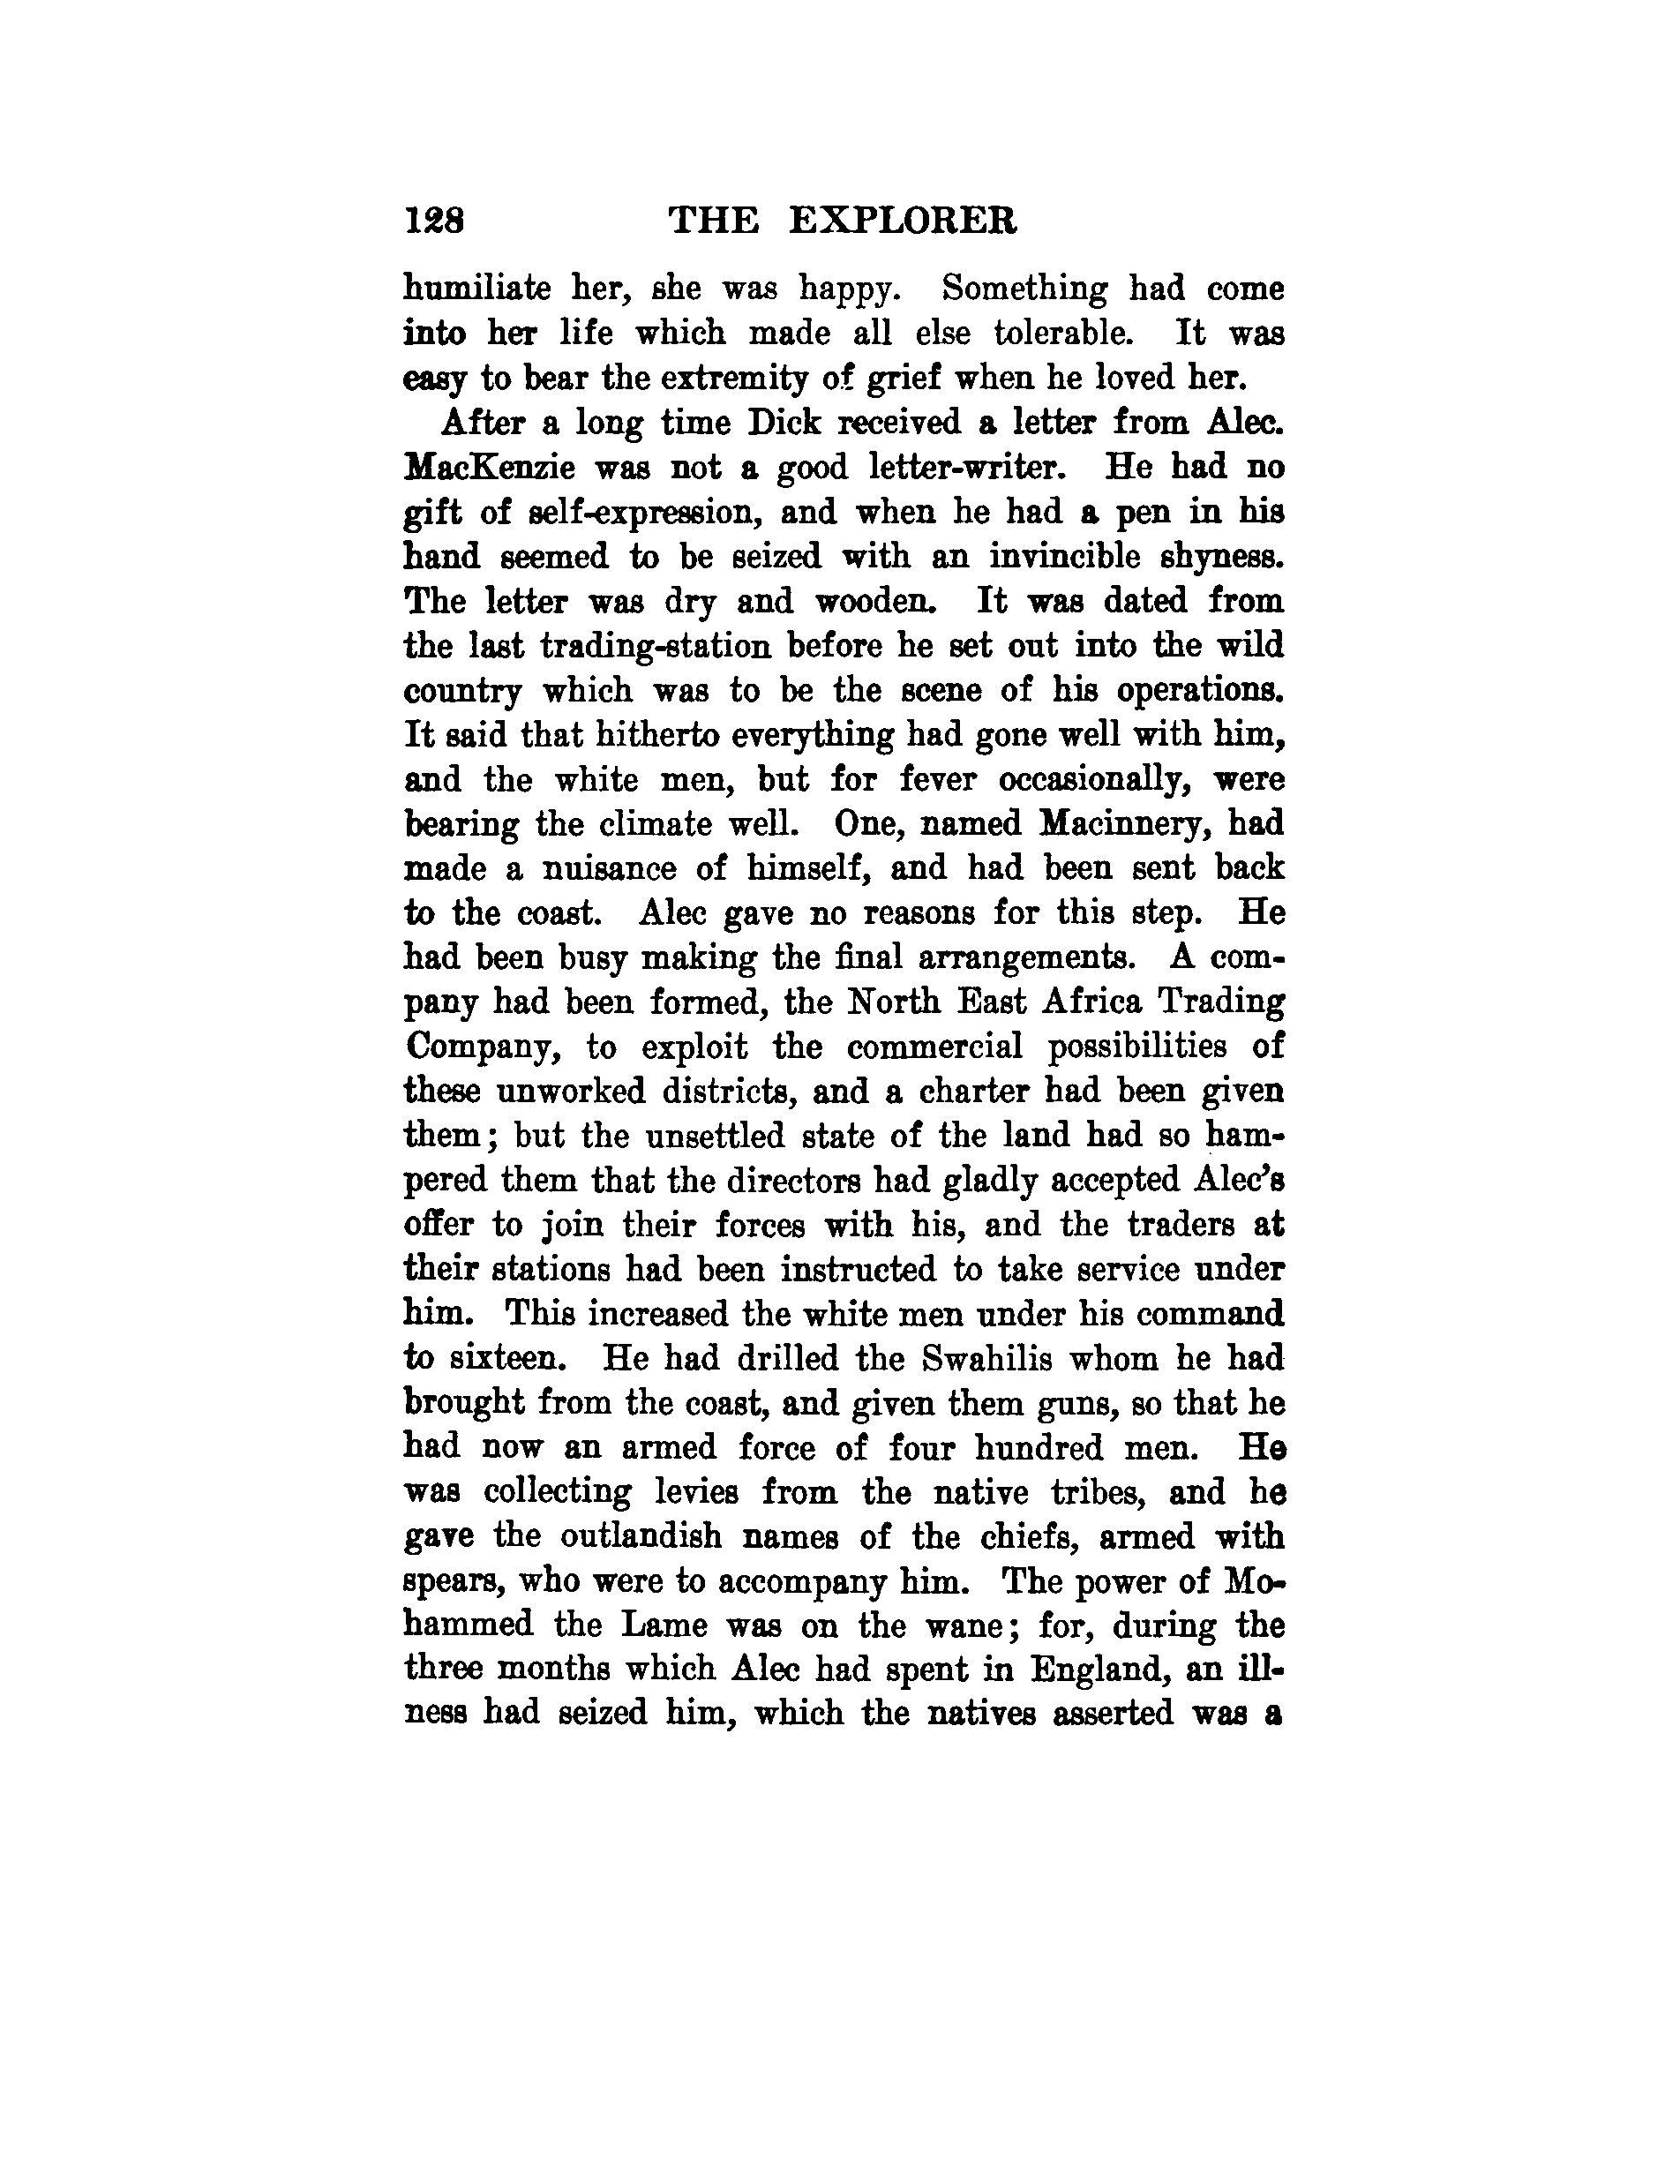 128 THE EXPLORER
humiliate her, she was happy. Something had come
into her life which made all else tolerable. It was
easy to bear the extremity of grief when he loved her.
After a long time Dick received a letter from Alec.
MacKenzie was not a good letter-writer. He had no
gift of self-expression, and when he had a pen in his
hand seemed to be seized with an invincible shyness.
The letter was dry and wooden. It was dated from
the last trading-station before he set out into the wild
country which was to be the scene of his operations.
It said that hitherto everything had gone well with him,
and the white men, but for fever occasionally, were
bearing the climate well. One, named Macinnery, had
made a nuisance of himself, and had been sent back
to the coast. Alec gave no reasons for this step. He
had been busy making the final arrangements. A com-
pany had been formed, the North East Africa Trading
Company, to exploit the commercial possibilities of
these unworked districts, and a charter had been given
them; but the unsettled state of the land had so ham-
pered them that the directors had gladly accepted Alec's
offer to join their forces with his, and the traders at
their stations had been instructed to take service under
him. This increased the white men under his command
to sixteen. He had drilled the Swahilis whom he had
brought from the coast, and given them guns, so that he
had now an armed force of four hundred men. He
was collecting levies from the native tribes, and he
gave the outlandish names of the chiefs, armed with
spears, who were to accompany him. The power of Mo-
hammed the Lame was on the wane; for, during the
three months which Alec had spent in England, an ill-
ness had seized him, which the natives asserted was a